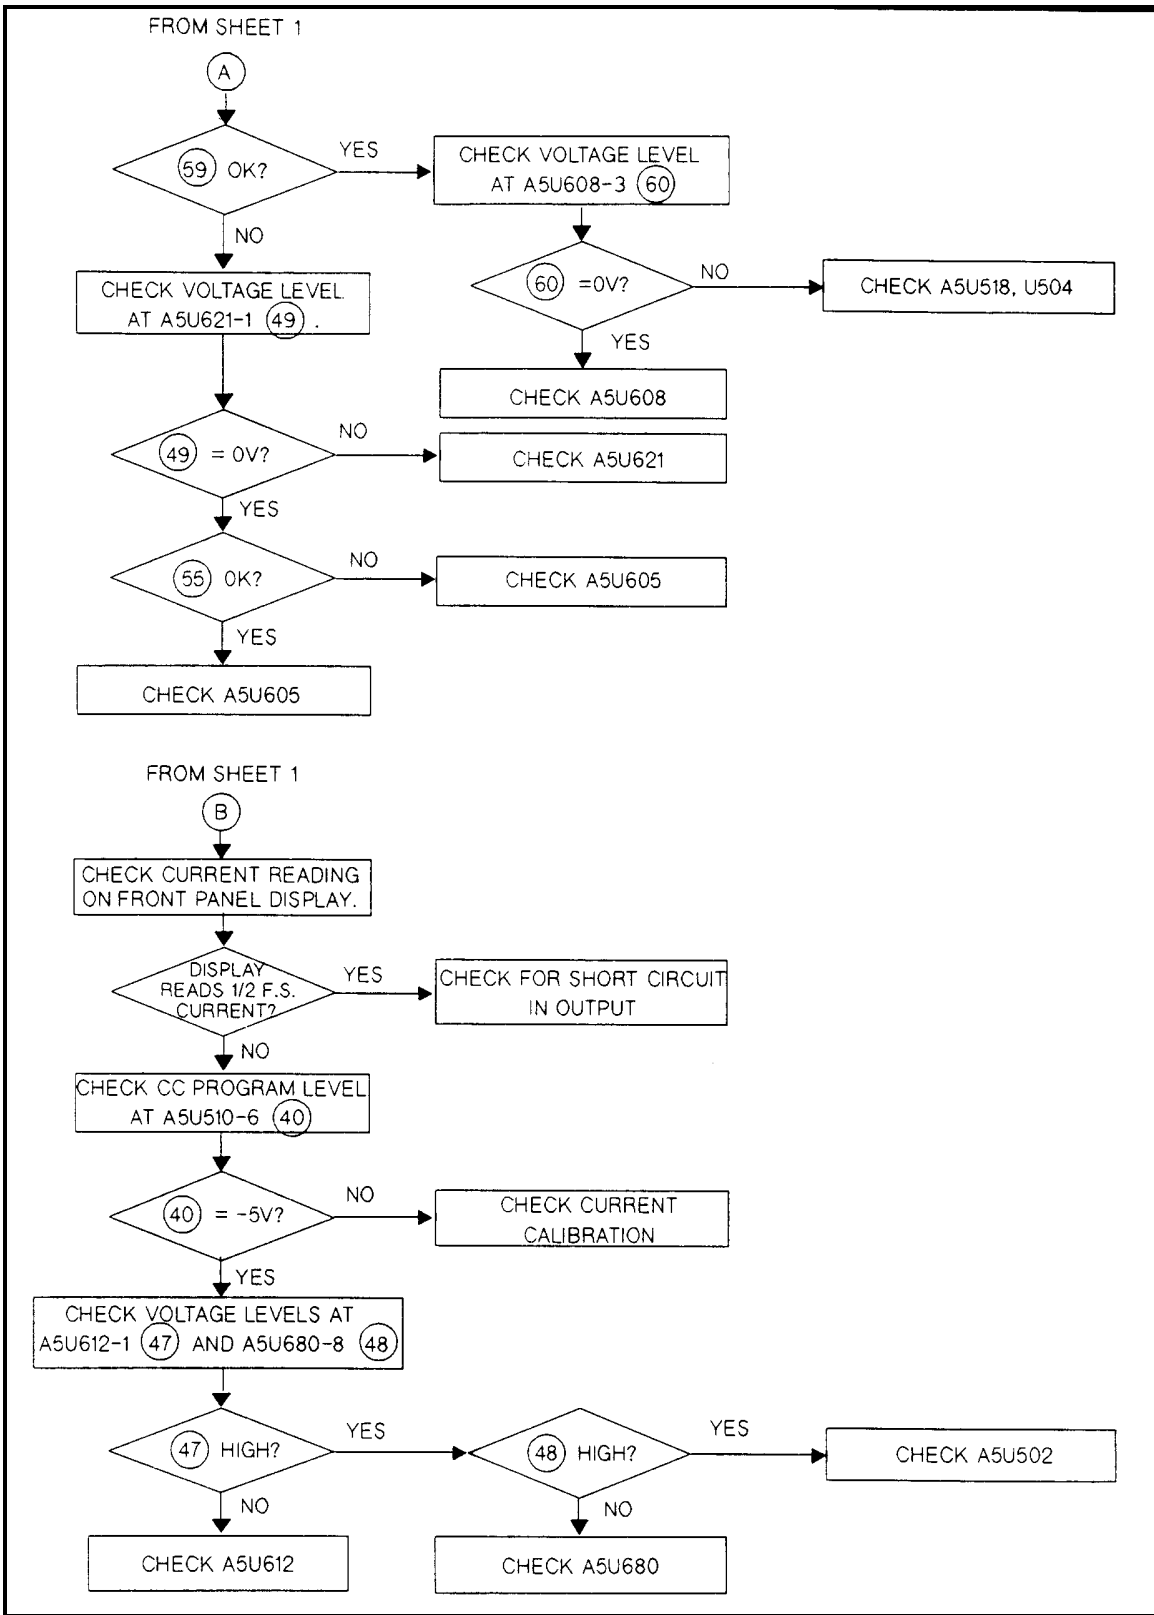 FROM SHEET 1
A
59 OK?
YES
CHECK VOLTAGE LEVEL
AT A5U608-3 60
NO
CHECK VOLTAGE LEVEL
AT A5U621-1 49 .
60 =0V?
NO
CHECK A5U518, U504
YES
CHECK A5U608
49 = 0V?
NO
CHECK A5U621
YES
55 OK?
NO
CHECK A5U605
YES
CHECK A5U605
FROM SHEET 1
B
CHECK CURRENT READING
ON FRONT PANEL DISPLAY.
DISPLAY
READS 1/2 F.S.
CURRENT?
YES
CHECK FOR SHORT CIRCUIT
IN OUTPUT
NO
CHECK CC PROGRAM LEVEL
AT A5U510-6 40
40 = -5V?
NO
CHECK CURRENT
CALIBRATION
YES
CHECK VOLTAGE LEVELS AT
A5U612-1 47 AND A5U680-8 48
47 HIGH?
YES
48 HIGH?
YES
CHECK A5U502
NO
CHECK A5U612
NO
CHECK A5U680